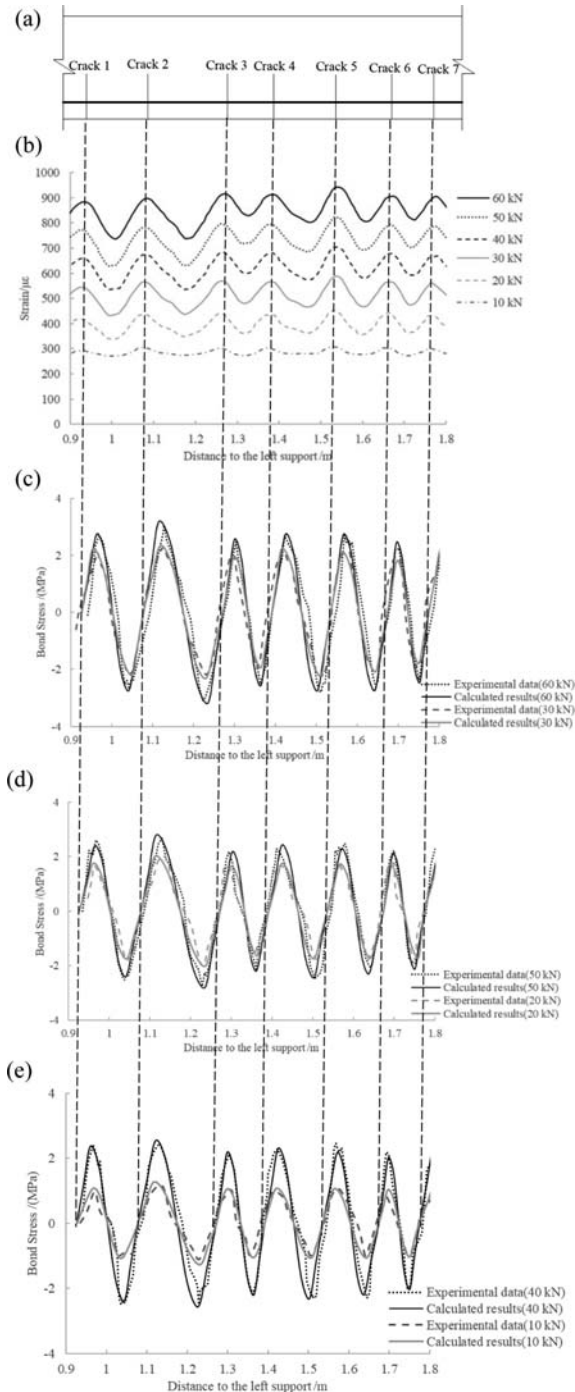 (a)
Crack 1 Crack 2 Crack 3 Crack 4 Crack 5 Crack 6 Crack 7
(b)
1000
900
800
700
600
500
400
300
200
100
0
Strain/με
60 kN
50 kN
40 kN
30 kN
20 kN
10 kN
0.9 1 1.1 1.2 1.3 1.4 1.5 1.6 1.7 1.8
Distance to the left support /m
(c)
4
2
0
-2
-4
Bond Stress /(MPa)
Experimental data(60 kN)
Calculated results(60 kN)
Experimental data(30 kN)
Calculated results(30 kN)
0.9 1 1.1 1.2 1.3 1.4 1.5 1.6 1.7 1.8
Distance to the left support /m
(d)
4
2
0
-2
-4
Bond Stress /(MPa)
Experimental data(50 kN)
Calculated results(50 kN)
Experimental data(20 kN)
Calculated results(20 kN)
0.9 1 1.1 1.2 1.3 1.4 1.5 1.6 1.7 1.8
Distance to the left support /m
(e)
4
2
0
-2
-4
Bond Stress /(MPa)
Experimental data(40 kN)
Calculated results(40 kN)
Experimental data(10 kN)
Calculated results(10 kN)
0.9 1 1.1 1.2 1.3 1.4 1.5 1.6 1.7 1.8
Distance to the left support /m